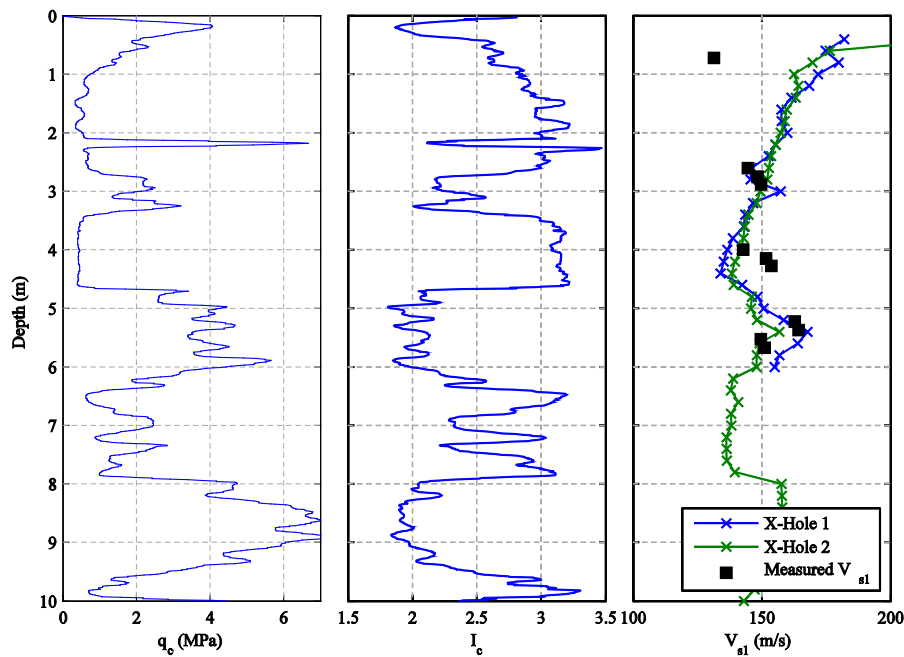 0
1
2
3
4
5
6
7
8
9
10
Depth (m)
0 2 4 6
q_c (MPa)
1.5 2 2.5 3 3.5
I_c
100 150 200
V_s1 (m/s)
X-Hole 1
X-Hole 2
Measured V_s1